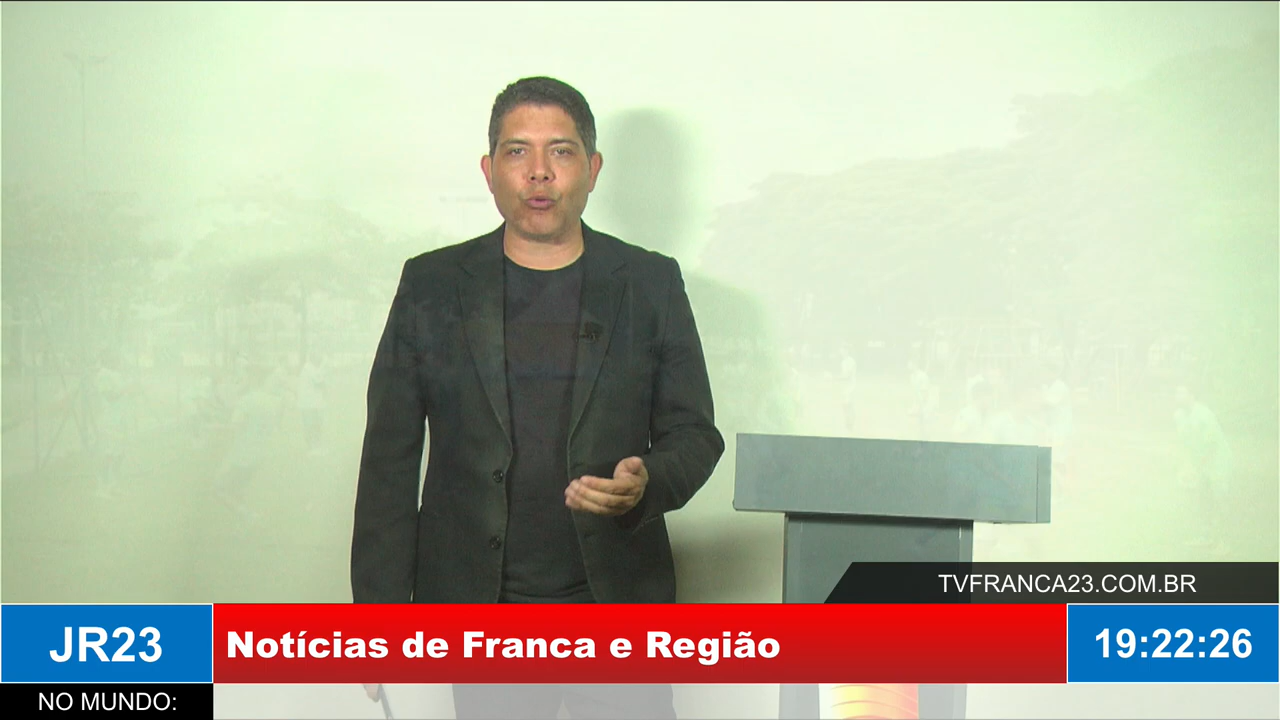 TVFRANCA23.COM.BR
JR23 Notícias de Franca e Região 19:22:26
NO MUNDO: